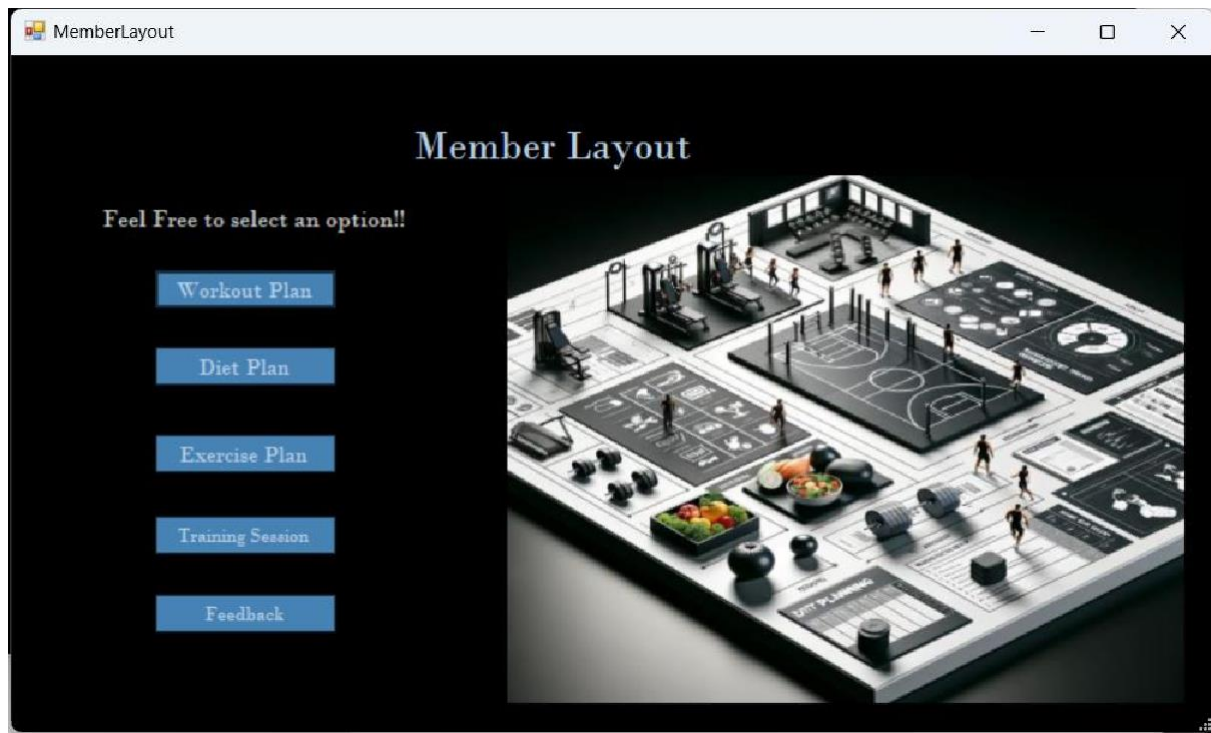 MemberLayout
Member Layout
Feel Free to select an option!!
Workout Plan
Diet Plan
Exercise Plan
Training Session
Feedback